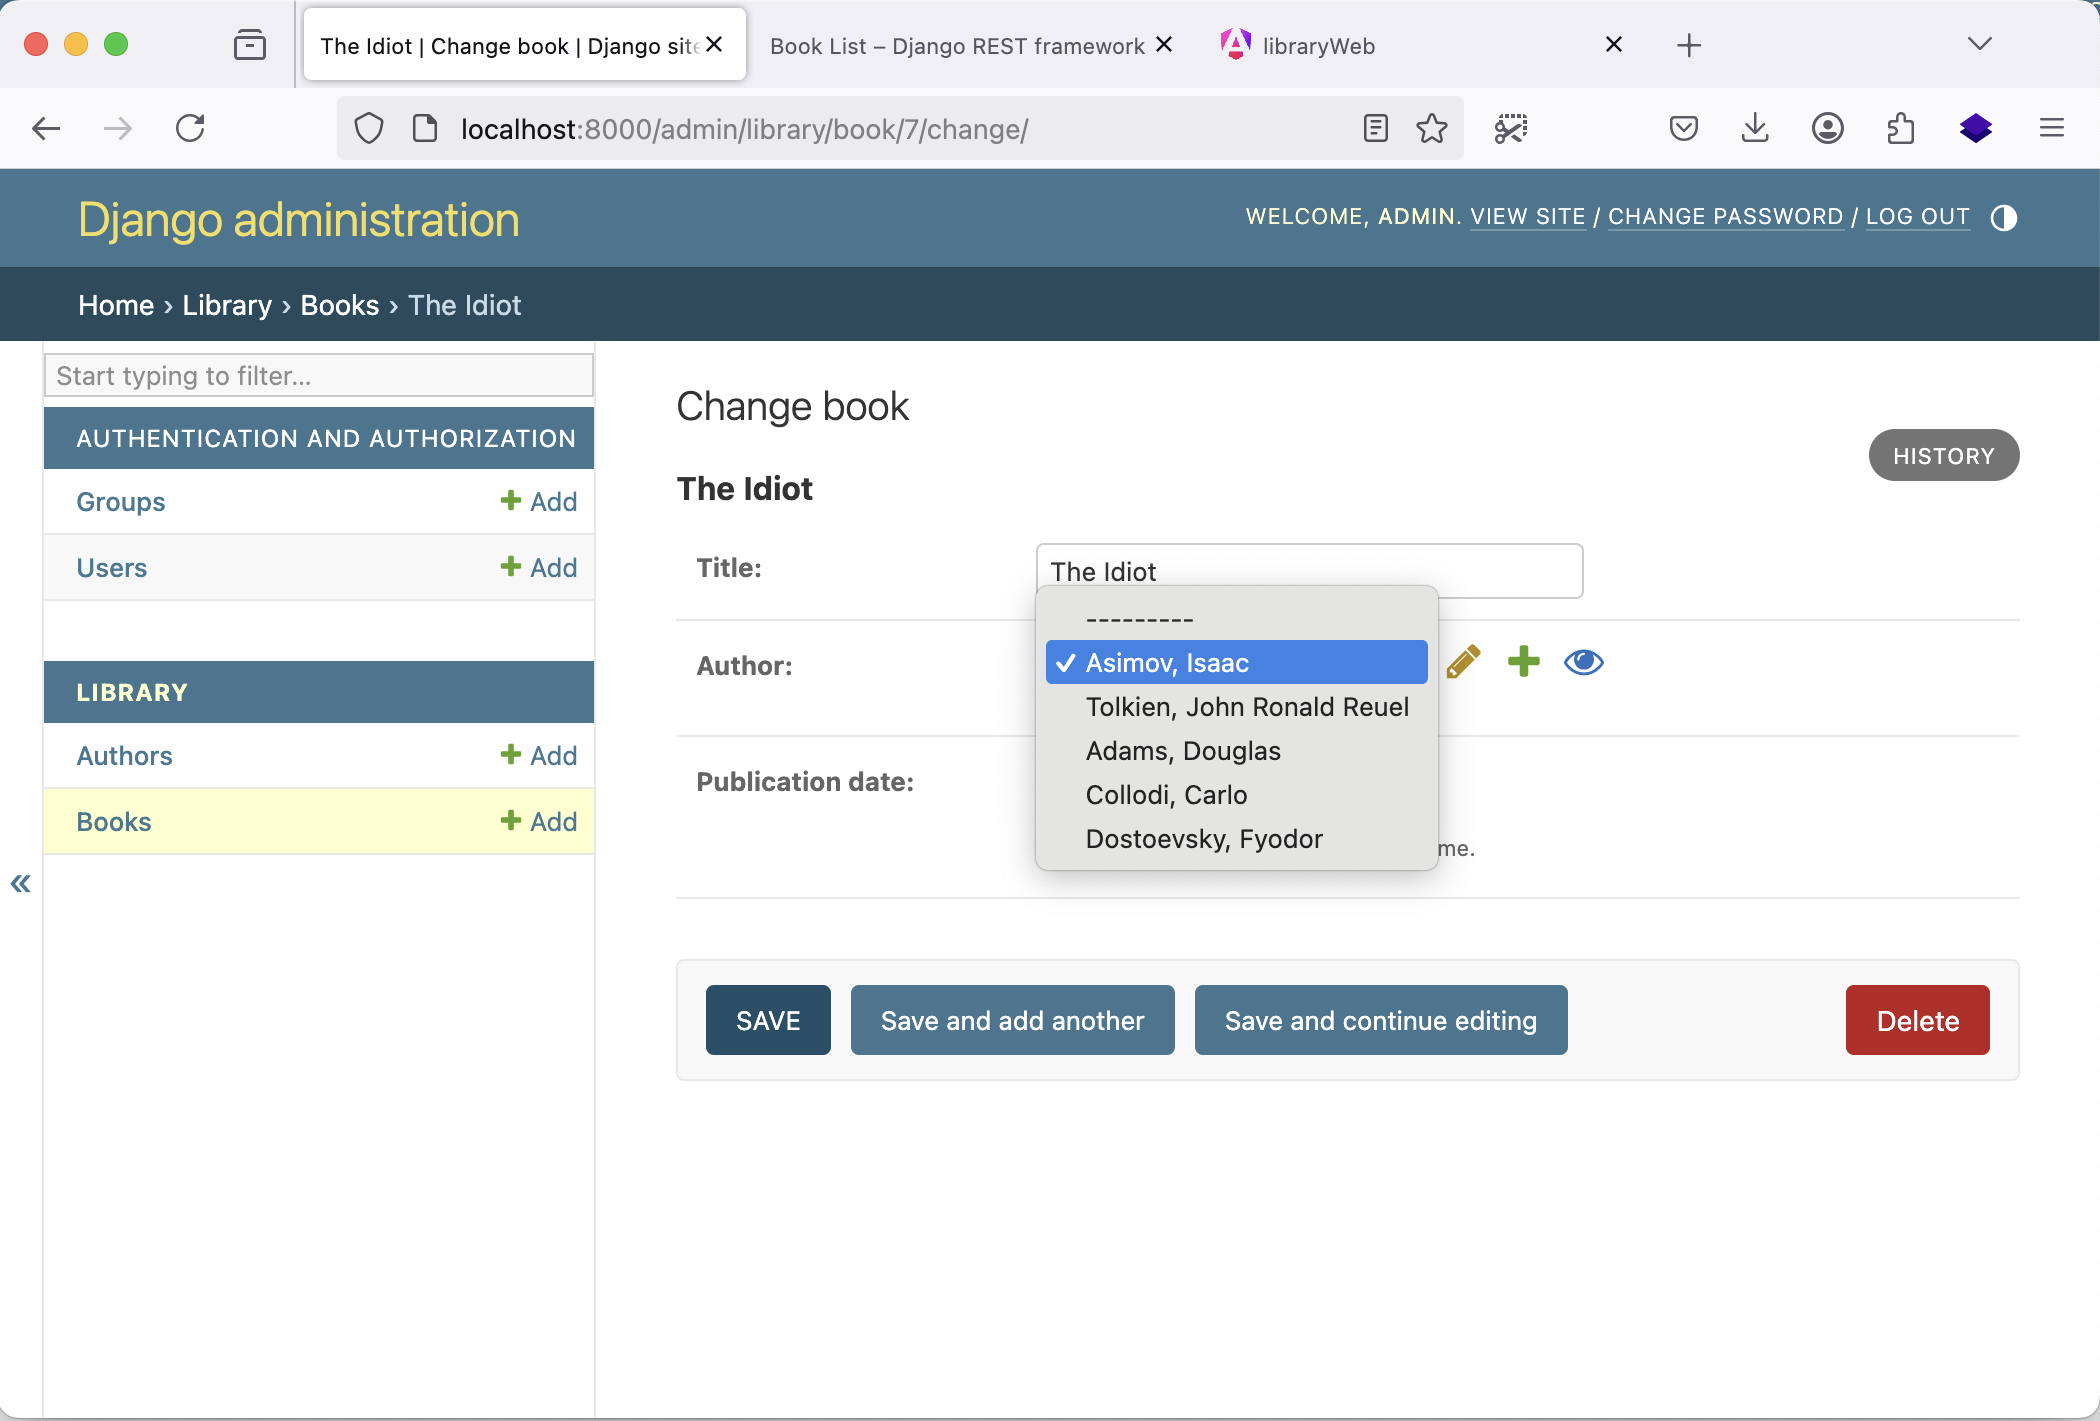 The Idiot | Change book | Django site
Book List – Django REST framework
libraryWeb
localhost:8000/admin/library/book/7/change/
Django administration
WELCOME, ADMIN. VIEW SITE / CHANGE PASSWORD / LOG OUT
Home › Library › Books › The Idiot
Start typing to filter...
AUTHENTICATION AND AUTHORIZATION
Groups
Add
Users
Add
LIBRARY
Authors
Add
Books
Add
«
Change book
HISTORY
The Idiot
Title:
The Idiot
Author:
---------
✓ Asimov, Isaac
Tolkien, John Ronald Reuel
Adams, Douglas
Collodi, Carlo
Dostoevsky, Fyodor
Publication date:
me.
SAVE
Save and add another
Save and continue editing
Delete